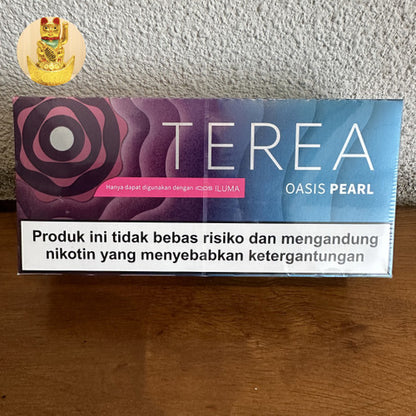 TEREA
Hanya dapat digunakan dengan IQOS ILUMA
OASIS PEARL
Produk ini tidak bebas risiko dan mengandung
nikotin yang menyebabkan ketergantungan